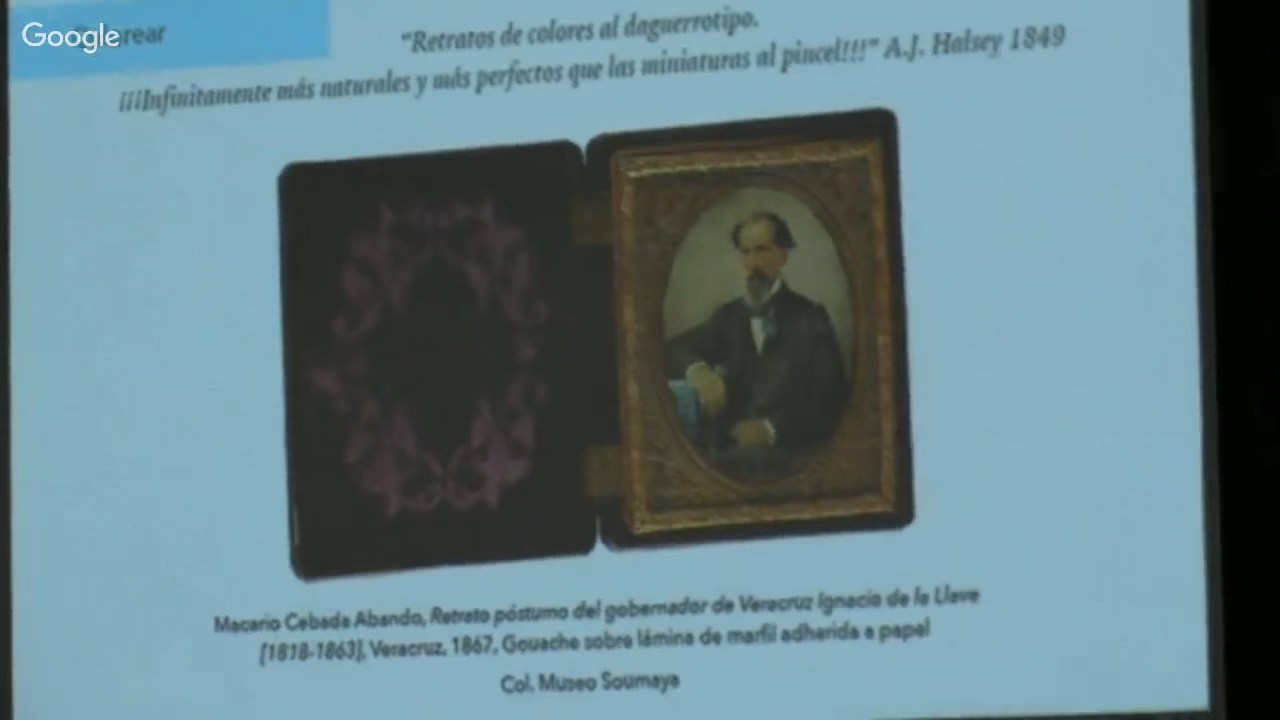 Google
“Retratos de colores al daguerrotipo.
¡¡¡Infinitamente más naturales y más perfectos que las miniaturas al pincel!!!” A.J. Halsey 1849
Macario Cebada Abando, Retrato póstumo del gobernador de Veracruz Ignacio de la Llave
[1818-1863], Veracruz, 1867, Gouache sobre lámina de marfil adherida a papel
Col. Museo Soumaya